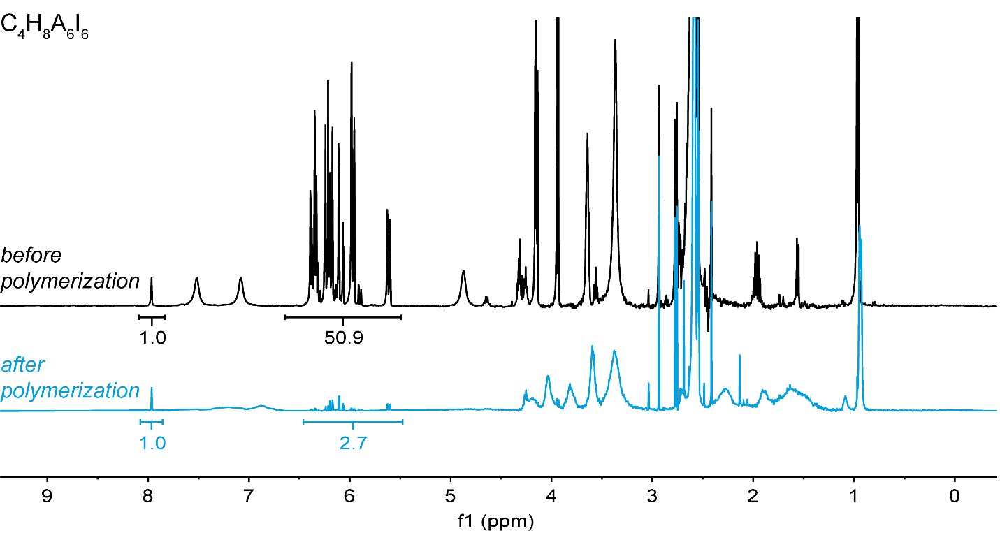 C₄H₈A₆I₆
before
polymerization
1.0
50.9
after
polymerization
1.0
2.7
9 8 7 6 5 4 3 2 1 0
f1 (ppm)